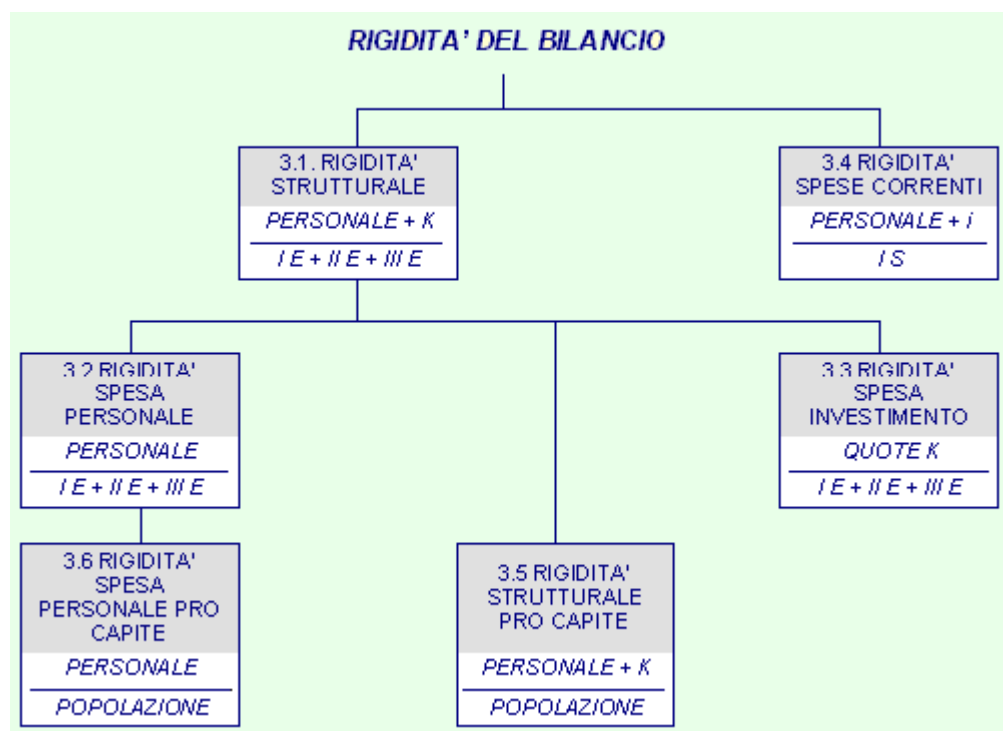 RIGIDITA' DEL BILANCIO
3.1. RIGIDITA'
STRUTTURALE
PERSONALE + K
I E + II E + III E
3.4 RIGIDITA'
SPESE CORRENTI
PERSONALE + i
I S
3.2 RIGIDITA'
SPESA
PERSONALE
PERSONALE
I E + II E + III E
3.3 RIGIDITA'
SPESA
INVESTIMENTO
QUOTE K
I E + II E + III E
3.6 RIGIDITA'
SPESA
PERSONALE PRO
CAPITE
PERSONALE
POPOLAZIONE
3.5 RIGIDITA'
STRUTTURALE
PRO CAPITE
PERSONALE + K
POPOLAZIONE